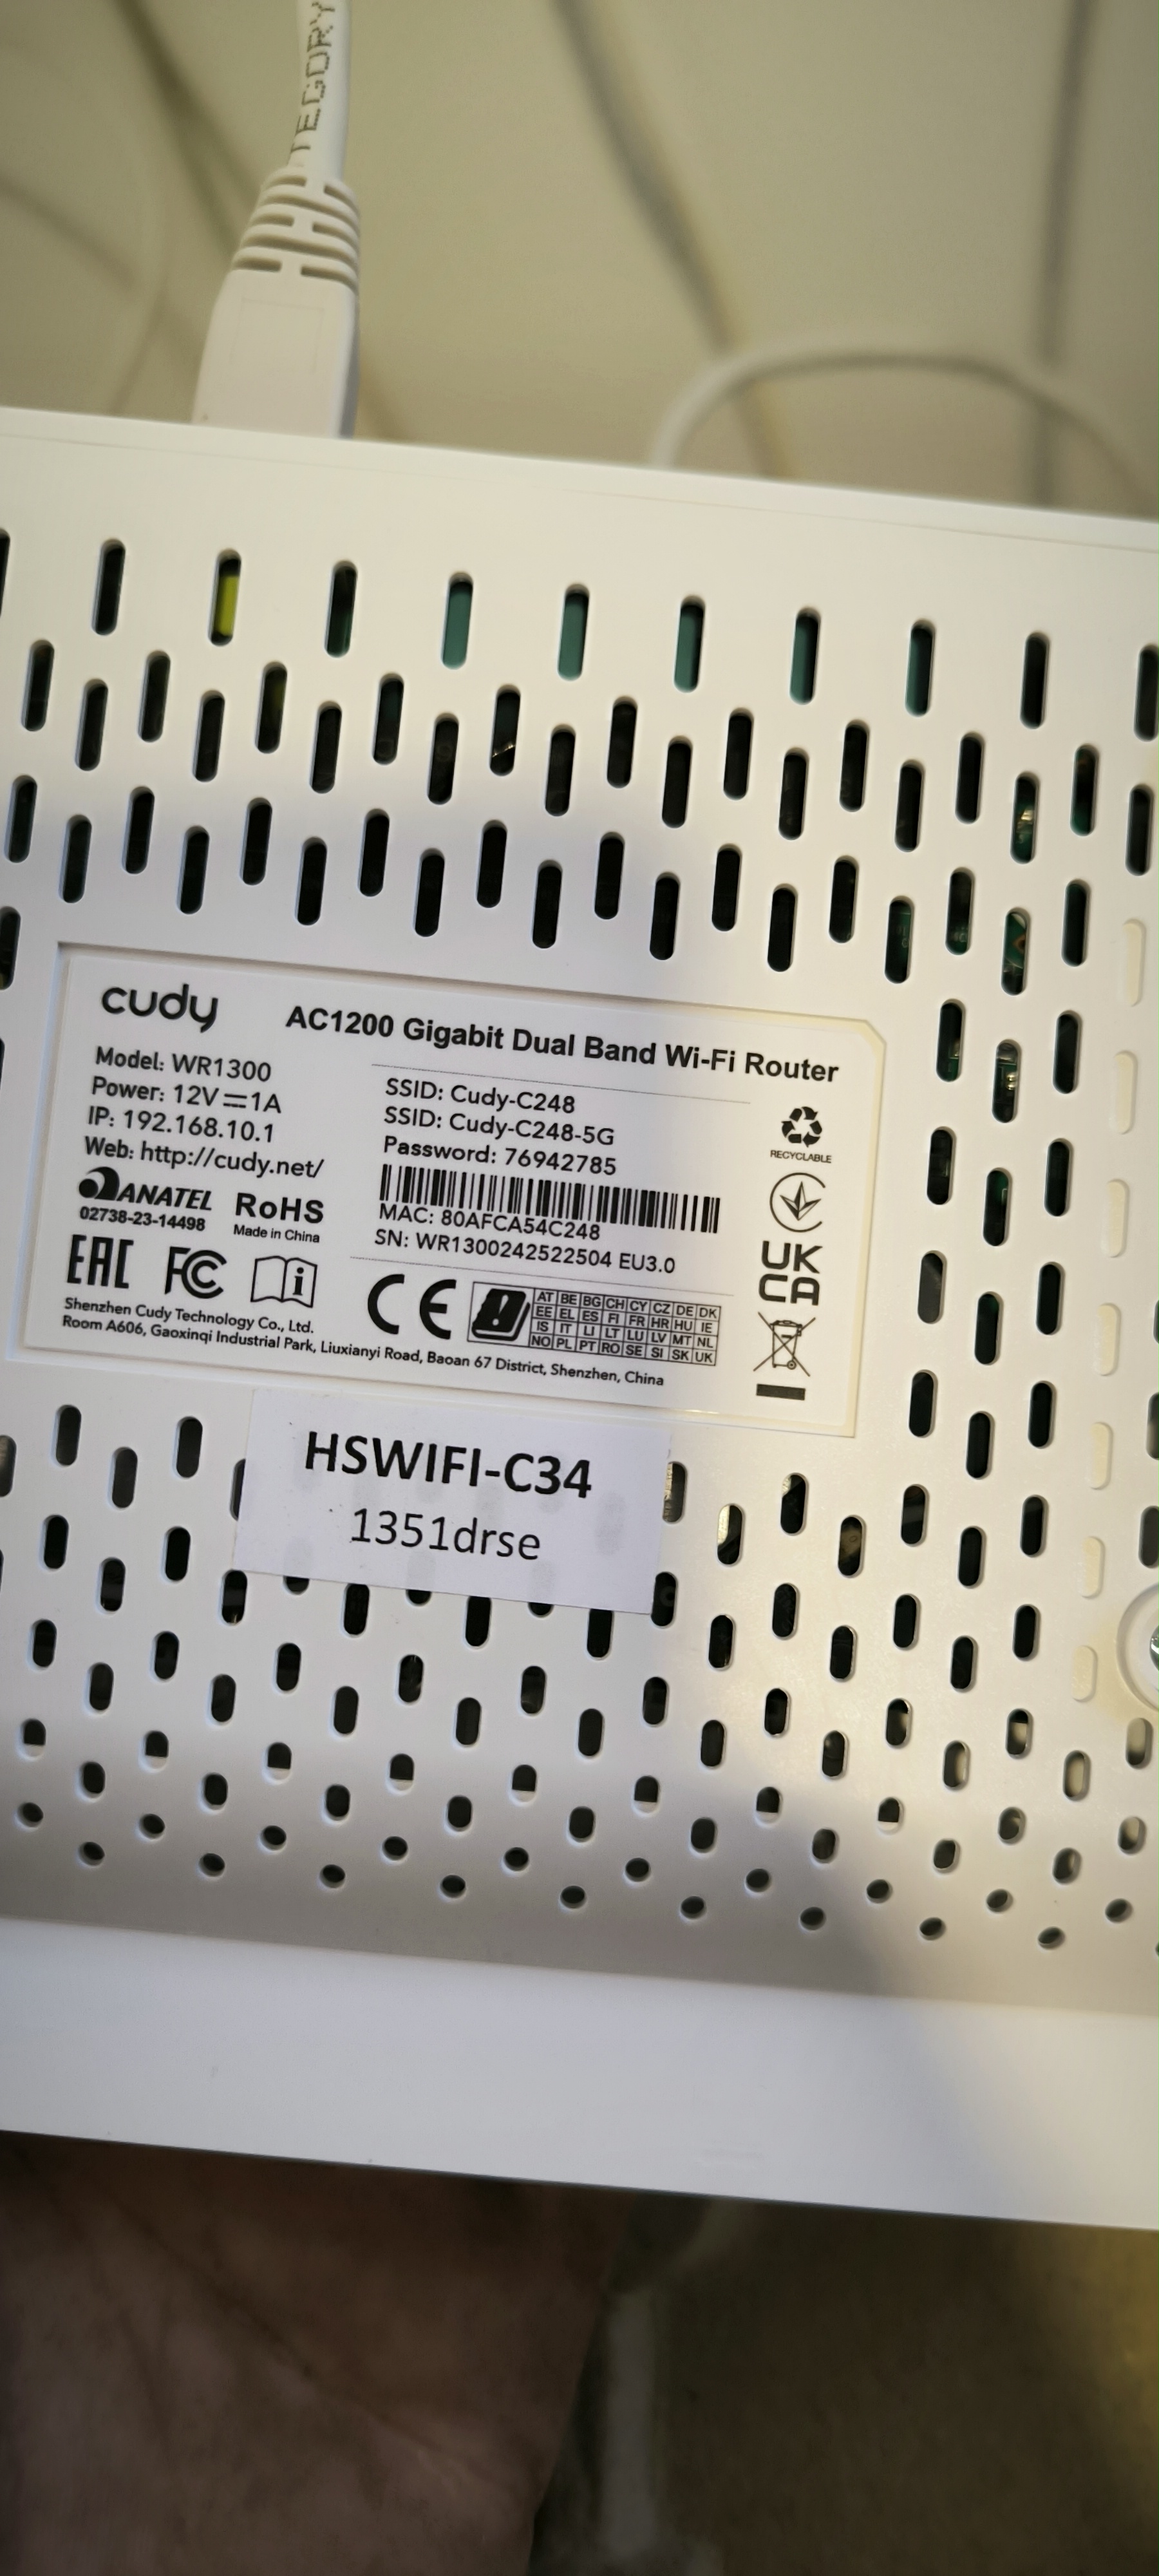 TEGORY
cudy
AC1200 Gigabit Dual Band Wi-Fi Router
Model: WR1300
Power: 12V⎓1A
IP: 192.168.10.1
Web: http://cudy.net/
SSID: Cudy-C248
SSID: Cudy-C248-5G
Password: 76942785
MAC: 80AFCA54C248
SN: WR1300242522504 EU3.0
RECYCLABLE
ANATEL
02738-23-14498
RoHS
Made in China
EAC
FC
CE
AT BE BG CH CY CZ DE DK
EE EL ES FI FR HR HU IE
IS IT LI LT LU LV MT NL
NO PL PT RO SE SI SK UK
UK
CA
Shenzhen Cudy Technology Co., Ltd.
Room A606, Gaoxinqi Industrial Park, Liuxianyi Road, Baoan 67 District, Shenzhen, China
HSWIFI-C34
1351drse